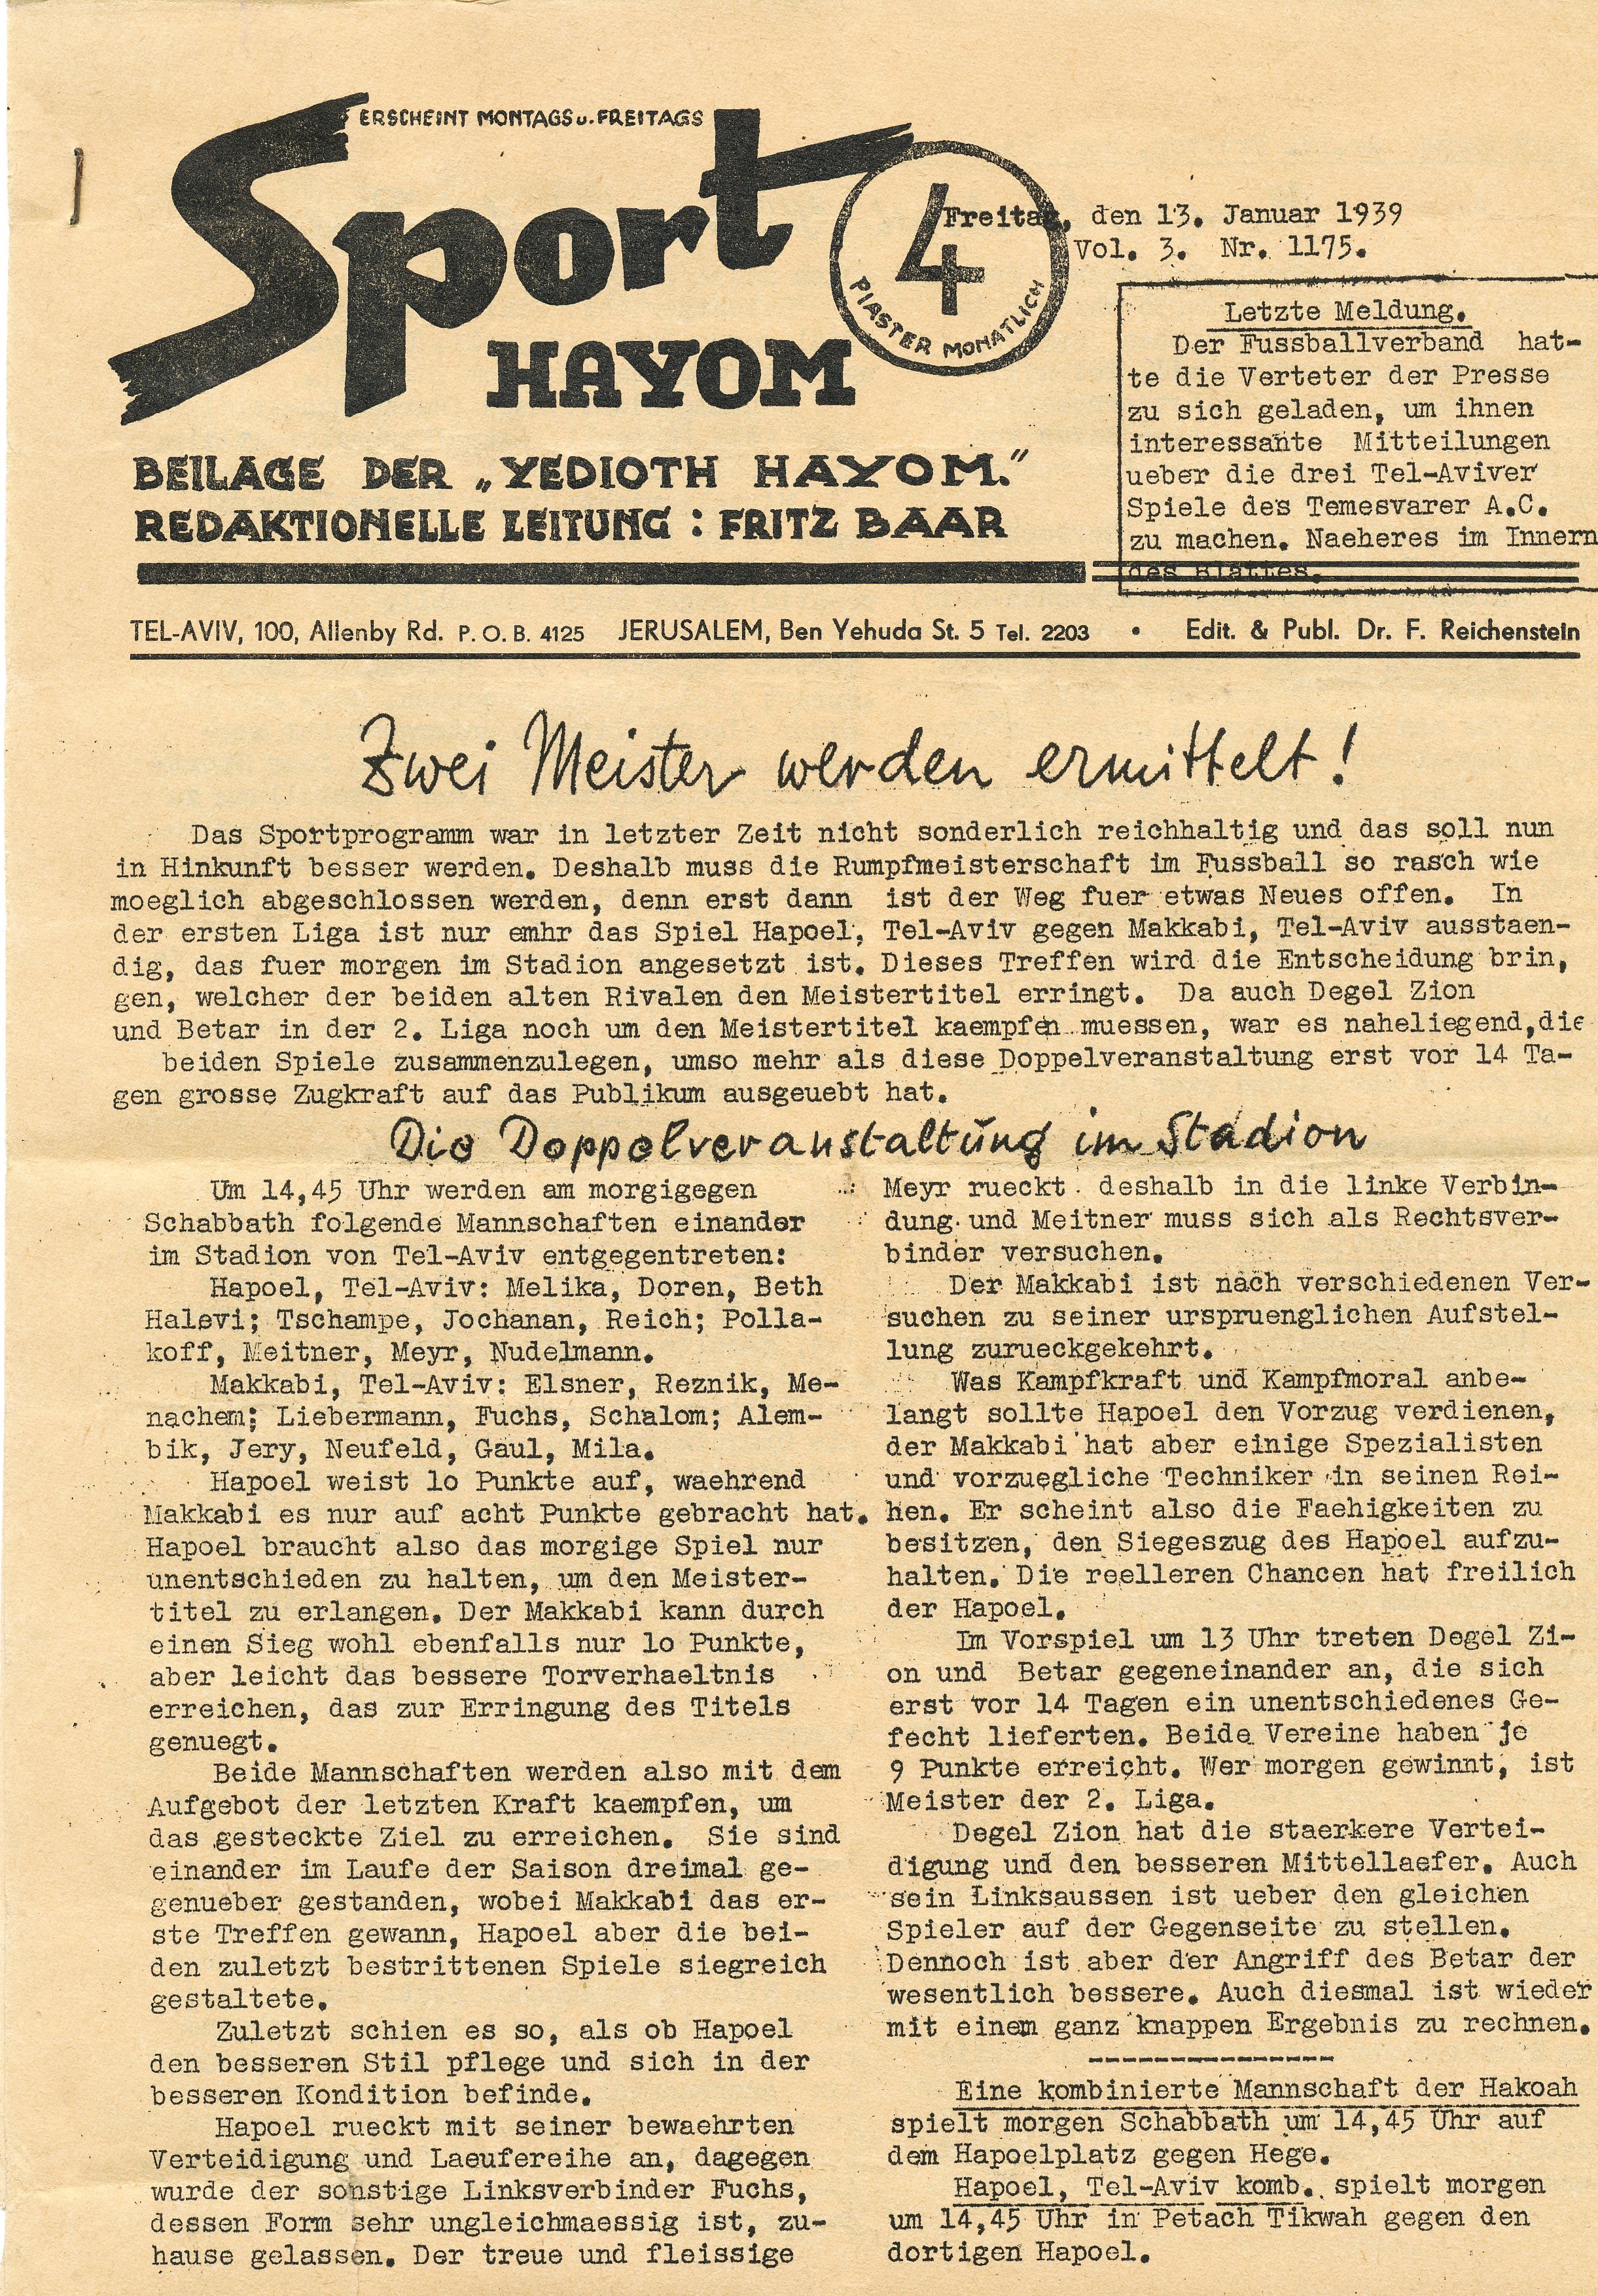 ERSCHEINT MONTAGS u. FREITAGS
Sport
HAYOM
4
PIASTER MONATLICH
BEILAGE DER „YEDIOTH HAYOM."
REDAKTIONELLE LEITUNG : FRITZ BAAR
Freitag, den 13. Januar 1939
Vol. 3. Nr. 1175.
Letzte Meldung.
Der Fussballverband hat-
te die Verteter der Presse
zu sich geladen, um ihnen
interessante Mitteilungen
ueber die drei Tel-Aviver
Spiele des Temesvarer A.C.
zu machen. Naeheres im Innern
des Blattes.
TEL-AVIV, 100, Allenby Rd. P. O. B. 4125 JERUSALEM, Ben Yehuda St. 5 Tel. 2203 • Edit. & Publ. Dr. F. Reichenstein
Zwei Meister werden ermittelt!
Das Sportprogramm war in letzter Zeit nicht sonderlich reichhaltig und das soll nun
in Hinkunft besser werden. Deshalb muss die Rumpfmeisterschaft im Fussball so rasch wie
moeglich abgeschlossen werden, denn erst dann ist der Weg fuer etwas Neues offen. In
der ersten Liga ist nur emhr das Spiel Hapoel, Tel-Aviv gegen Makkabi, Tel-Aviv ausstaen-
dig, das fuer morgen im Stadion angesetzt ist. Dieses Treffen wird die Entscheidung brin,
gen, welcher der beiden alten Rivalen den Meistertitel erringt. Da auch Degel Zion
und Betar in der 2. Liga noch um den Meistertitel kaempfen muessen, war es naheliegend, die
beiden Spiele zusammenzulegen, umso mehr als diese Doppelveranstaltung erst vor 14 Ta-
gen grosse Zugkraft auf das Publikum ausgeuebt hat.
Die Doppelveranstaltung im Stadion
Um 14,45 Uhr werden am morgigegen
Schabbath folgende Mannschaften einander
im Stadion von Tel-Aviv entgegentreten:
Hapoel, Tel-Aviv: Melika, Doren, Beth
Halevi; Tschampe, Jochanan, Reich; Polla-
koff, Meitner, Meyr, Nudelmann.
Makkabi, Tel-Aviv: Elsner, Reznik, Me-
nachem; Liebermann, Fuchs, Schalom; Alem-
bik, Jery, Neufeld, Gaul, Mila.
Hapoel weist lo Punkte auf, waehrend
Makkabi es nur auf acht Punkte gebracht hat.
Hapoel braucht also das morgige Spiel nur
unentschieden zu halten, um den Meister-
titel zu erlangen. Der Makkabi kann durch
einen Sieg wohl ebenfalls nur lo Punkte,
aber leicht das bessere Torverhaeltnis
erreichen, das zur Erringung des Titels
genuegt.
Beide Mannschaften werden also mit dem
Aufgebot der letzten Kraft kaempfen, um
das gesteckte Ziel zu erreichen. Sie sind
einander im Laufe der Saison dreimal ge-
genueber gestanden, wobei Makkabi das er-
ste Treffen gewann, Hapoel aber die bei-
den zuletzt bestrittenen Spiele siegreich
gestaltete.
Zuletzt schien es so, als ob Hapoel
den besseren Stil pflege und sich in der
besseren Kondition befinde.
Hapoel rueckt mit seiner bewaehrten
Verteidigung und Laeufereihe an, dagegen
wurde der sonstige Linksverbinder Fuchs,
dessen Form sehr ungleichmaessig ist, zu-
hause gelassen. Der treue und fleissige
Meyr rueckt deshalb in die linke Verbin-
dung und Meitner muss sich als Rechtsver-
binder versuchen.
Der Makkabi ist nach verschiedenen Ver-
suchen zu seiner urspruenglichen Aufstel-
lung zurueckgekehrt.
Was Kampfkraft und Kampfmoral anbe-
langt sollte Hapoel den Vorzug verdienen,
der Makkabi hat aber einige Spezialisten
und vorzuegliche Techniker in seinen Rei-
hen. Er scheint also die Faehigkeiten zu
besitzen, den Siegeszug des Hapoel aufzu-
halten. Die reelleren Chancen hat freilich
der Hapoel.
Im Vorspiel um 13 Uhr treten Degel Zi-
on und Betar gegeneinander an, die sich
erst vor 14 Tagen ein unentschiedenes Ge-
fecht lieferten. Beide Vereine haben je
9 Punkte erreicht. Wer morgen gewinnt, ist
Meister der 2. Liga.
Degel Zion hat die staerkere Vertei-
digung und den besseren Mittellaefer. Auch
sein Linksaussen ist ueber den gleichen
Spieler auf der Gegenseite zu stellen.
Dennoch ist aber der Angriff des Betar der
wesentlich bessere. Auch diesmal ist wieder
mit einem ganz knappen Ergebnis zu rechnen.
---------------
Eine kombinierte Mannschaft der Hakoah
spielt morgen Schabbath um 14,45 Uhr auf
dem Hapoelplatz gegen Hege.
Hapoel, Tel-Aviv komb. spielt morgen
um 14,45 Uhr in Petach Tikwah gegen den
dortigen Hapoel.